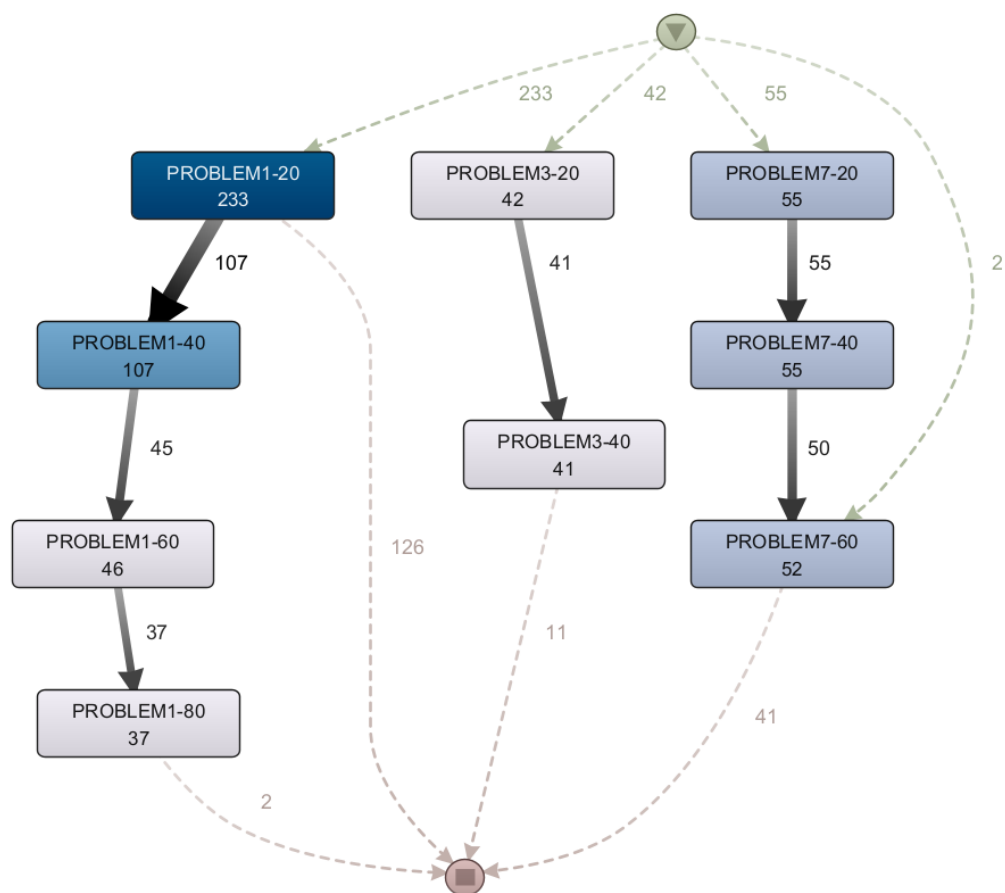 233
42
55
PROBLEM1-20
233
PROBLEM3-20
42
PROBLEM7-20
55
107
41
55
2
PROBLEM1-40
107
PROBLEM7-40
55
45
PROBLEM3-40
41
50
PROBLEM1-60
46
126
PROBLEM7-60
52
37
11
PROBLEM1-80
37
41
2